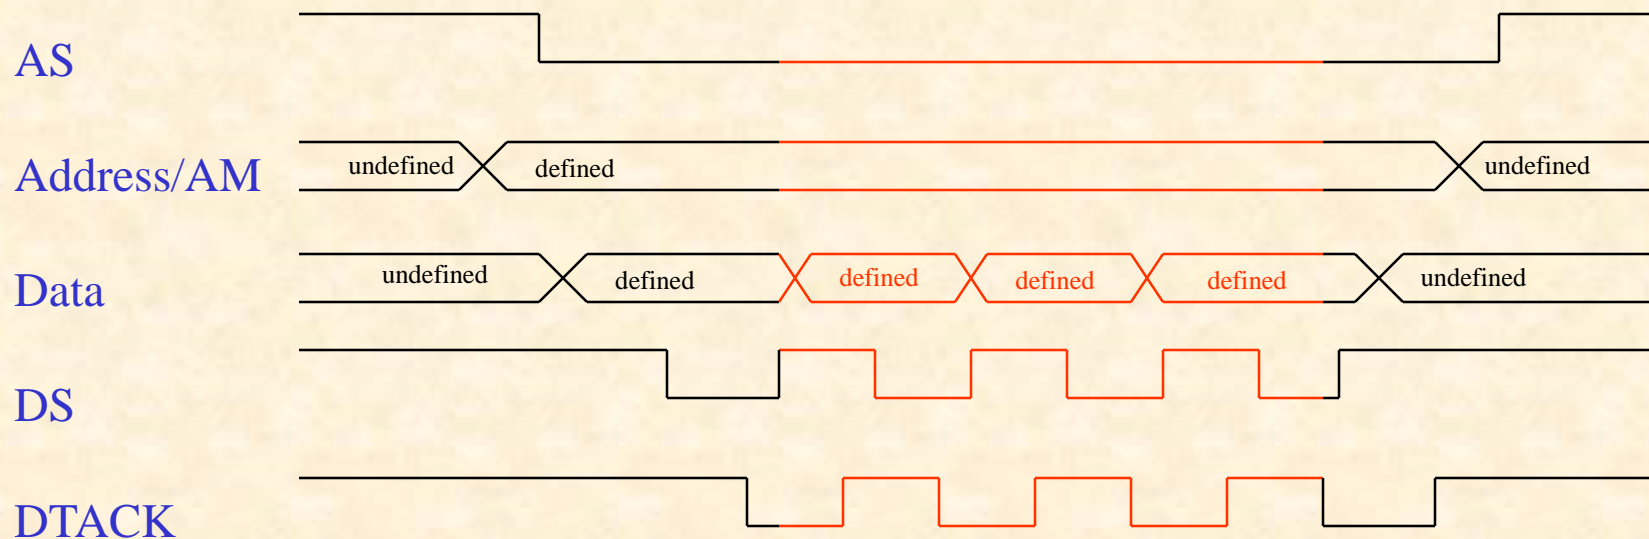 AS
Address/AM undefined defined undefined
Data undefined defined defined defined defined undefined
DS
DTACK